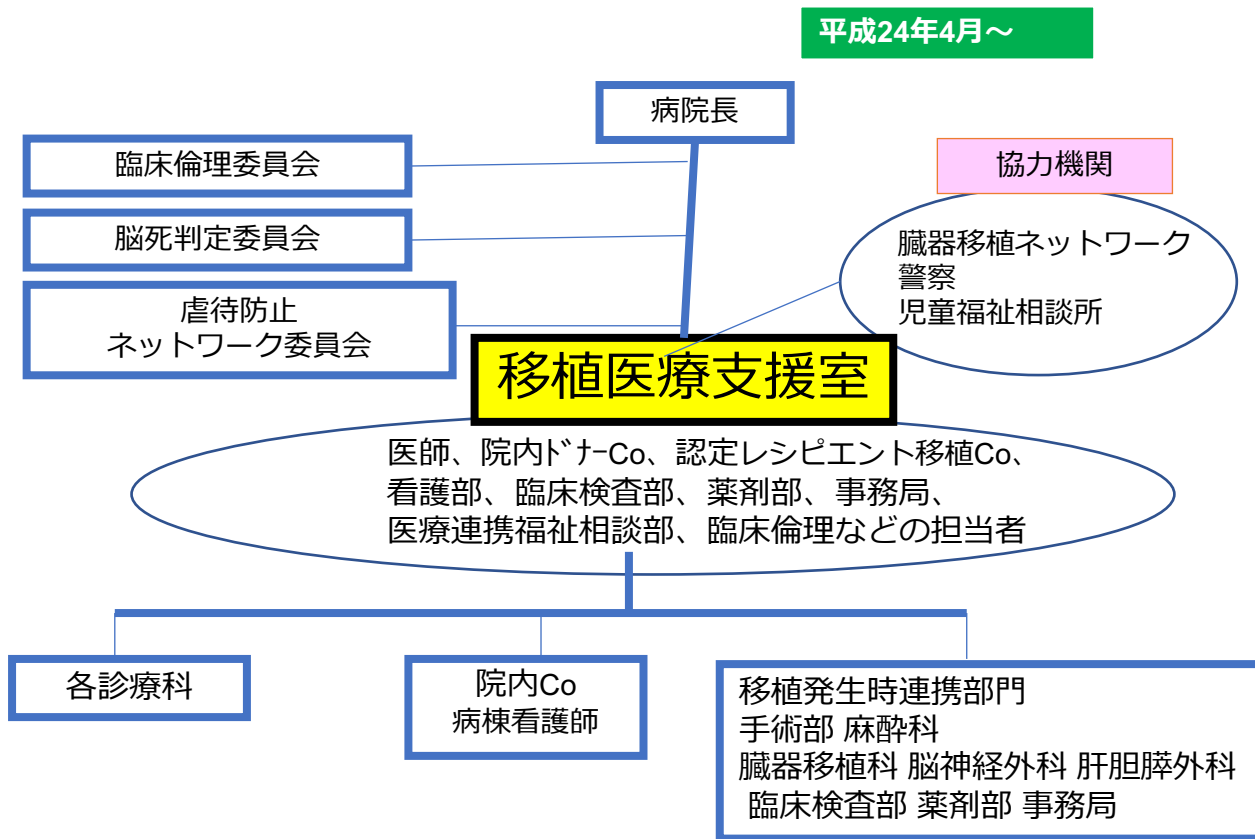 平成24年4月～
病院長
臨床倫理委員会
協力機関
脳死判定委員会
臓器移植ネットワーク
警察
児童福祉相談所
虐待防止
ネットワーク委員会
移植医療支援室
医師、院内ﾄﾞﾅｰCo、認定レシピエント移植Co、
看護部、臨床検査部、薬剤部、事務局、
医療連携福祉相談部、臨床倫理などの担当者
各診療科
院内Co
病棟看護師
移植発生時連携部門
手術部 麻酔科
臓器移植科 脳神経外科 肝胆膵外科
臨床検査部 薬剤部 事務局